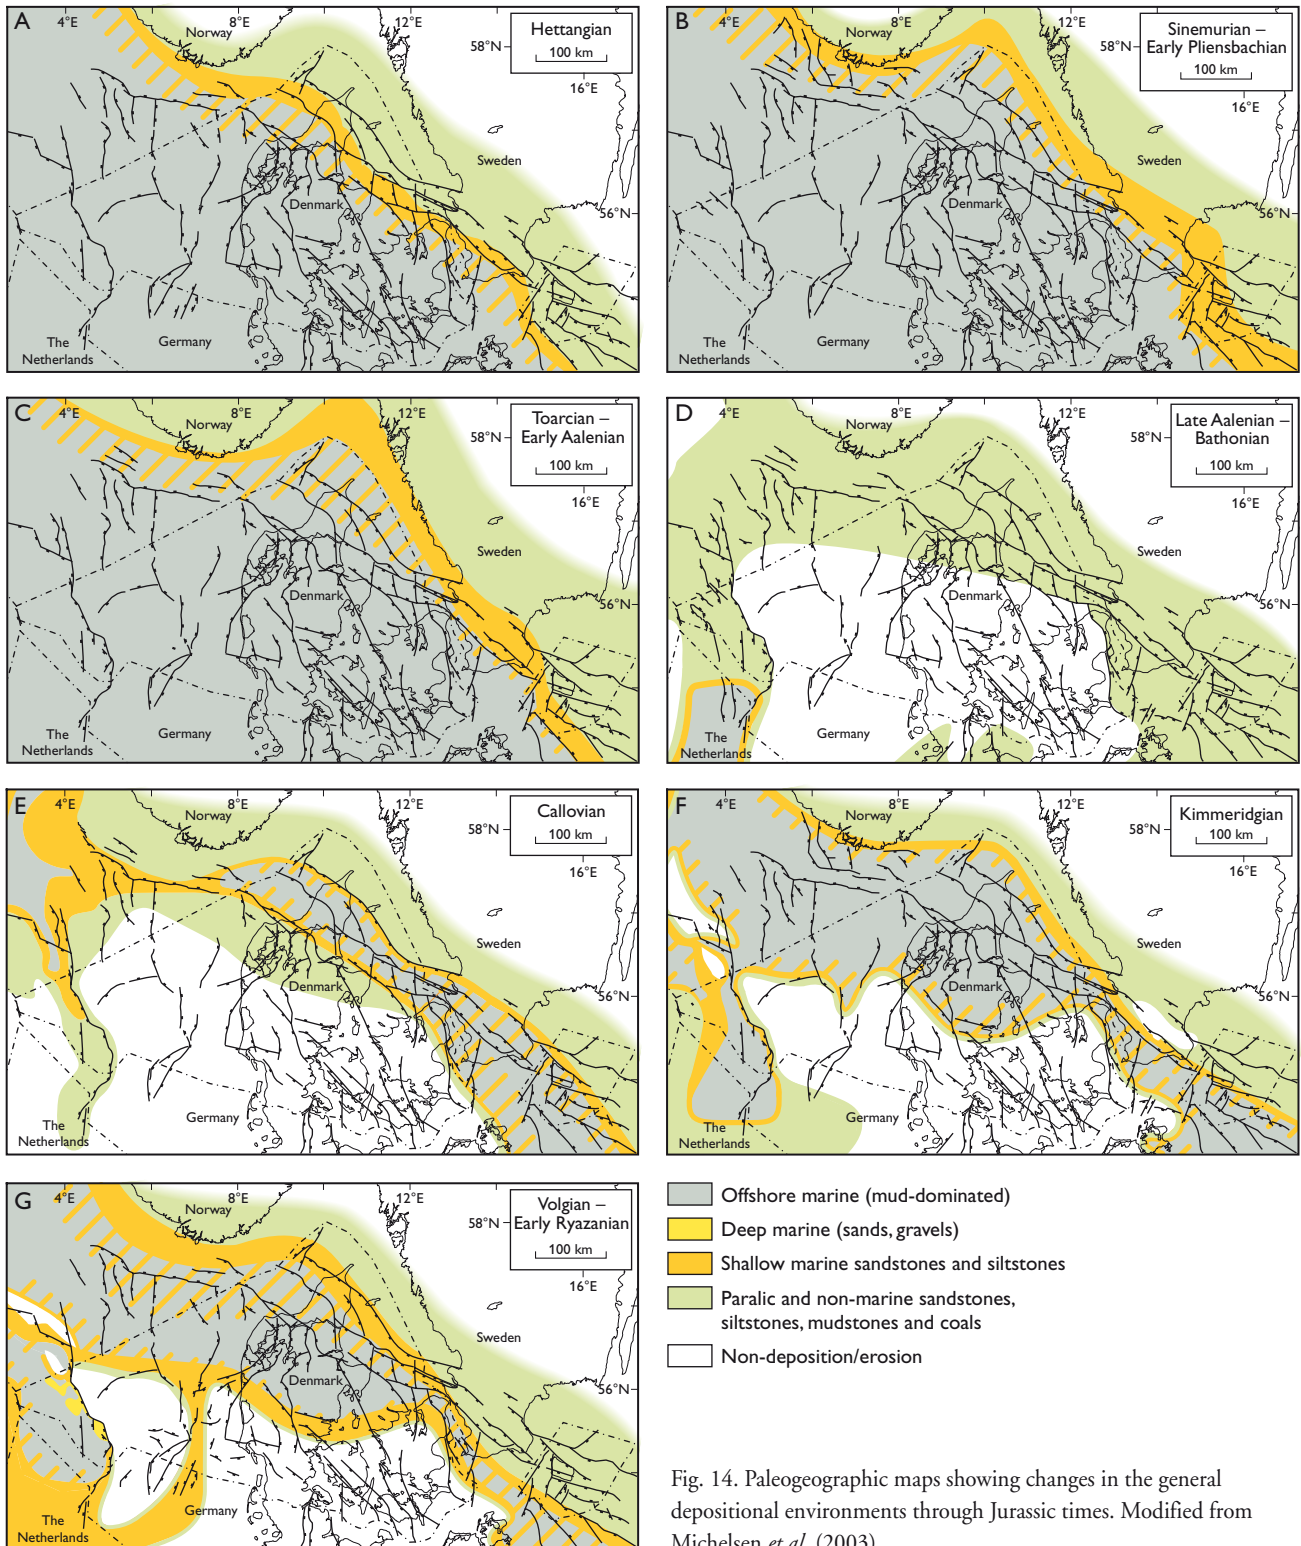 A
4°E
8°E
12°E
Norway
58°N
Hettangian
100 km
16°E
Sweden
Denmark
56°N
The
Netherlands
Germany
B
4°E
8°E
12°E
Norway
58°N
Sinemurian –
Early Pliensbachian
100 km
16°E
Sweden
Denmark
56°N
The
Netherlands
Germany
C
4°E
8°E
12°E
Norway
58°N
Toarcian –
Early Aalenian
100 km
16°E
Sweden
Denmark
56°N
The
Netherlands
Germany
D
4°E
8°E
12°E
Norway
58°N
Late Aalenian –
Bathonian
100 km
16°E
Sweden
Denmark
56°N
The
Netherlands
Germany
E
4°E
8°E
12°E
Norway
58°N
Callovian
100 km
16°E
Sweden
Denmark
56°N
The
Netherlands
Germany
F
4°E
8°E
12°E
Norway
58°N
Kimmeridgian
100 km
16°E
Sweden
Denmark
56°N
The
Netherlands
Germany
G
4°E
8°E
12°E
Norway
58°N
Volgian –
Early Ryazanian
100 km
16°E
Sweden
Denmark
56°N
The
Netherlands
Germany
Offshore marine (mud-dominated)
Deep marine (sands, gravels)
Shallow marine sandstones and siltstones
Paralic and non-marine sandstones,
siltstones, mudstones and coals
Non-deposition/erosion
Fig. 14. Paleogeographic maps showing changes in the general
depositional environments through Jurassic times. Modified from
Michelsen et al. (2003)